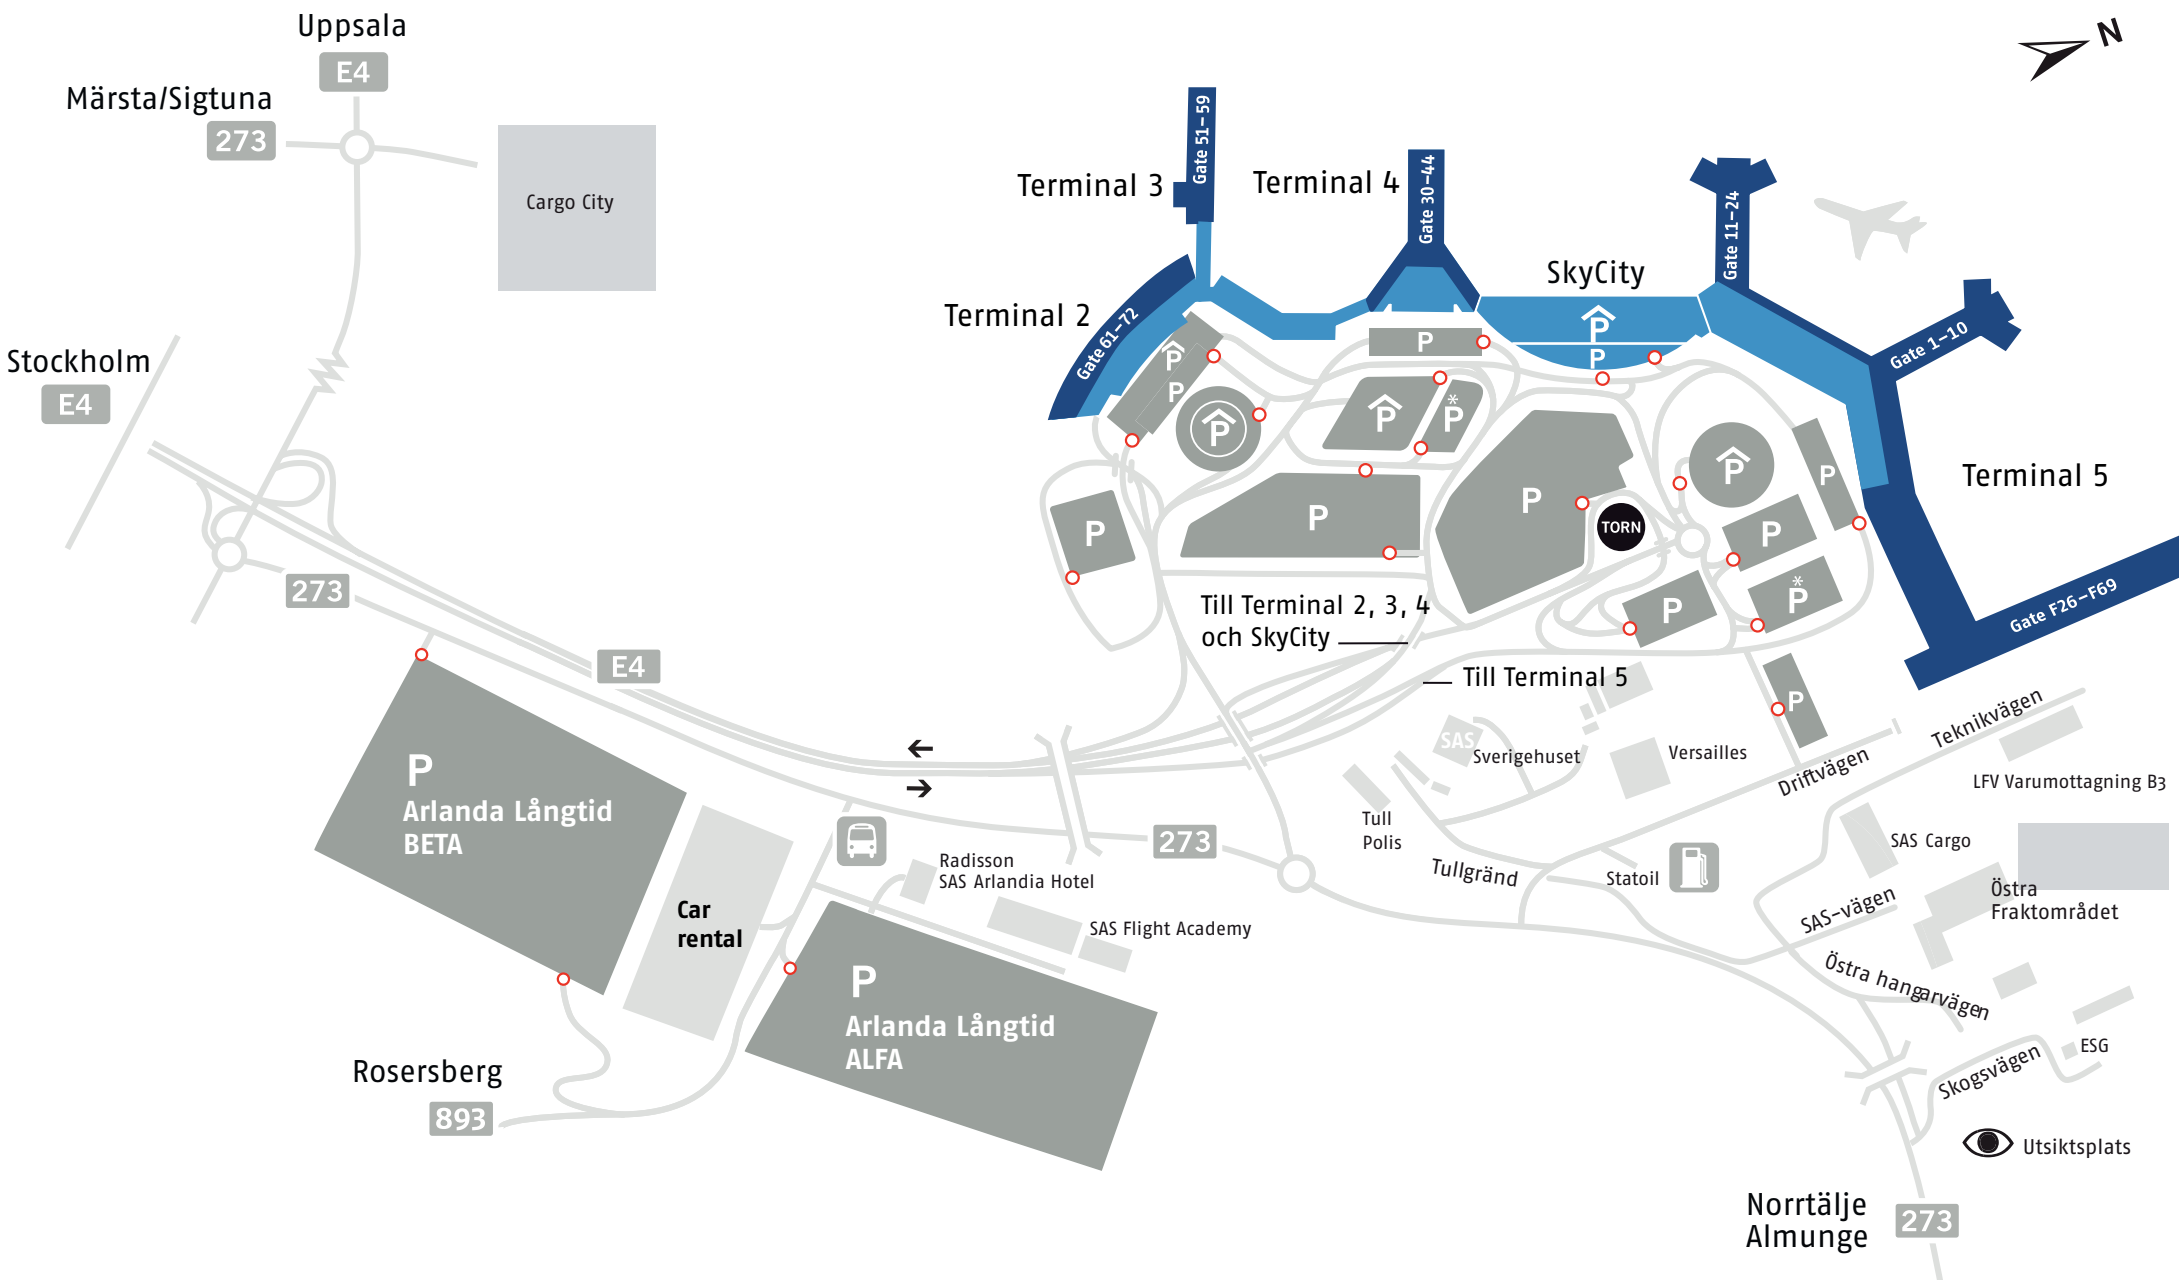 Uppsala
E4
Märsta/Sigtuna
273
Cargo City
Stockholm
E4
273
E4
N
Terminal 3
Gate 51–59
Terminal 4
Gate 30–44
SkyCity
Gate 11–24
Gate 1–10
Terminal 2
Gate 61–72
Terminal 5
Gate F26–F69
P
P
P
P
P
P
P
*
P
P
P
P
P
TORN
P
P
P
*
P
P
P
Till Terminal 2, 3, 4
och SkyCity
Till Terminal 5
SAS
Sverigehuset
Versailles
Driftvägen
Teknikvägen
LFV Varumottagning B3
Tull
Polis
Tullgränd
Statoil
SAS Cargo
SAS-vägen
Östra
Fraktområdet
Östra hangarvägen
Skogsvägen
ESG
Utsiktsplats
Norrtälje
Almunge
273
273
P
Arlanda Långtid
BETA
Car
rental
Radisson
SAS Arlandia Hotel
SAS Flight Academy
P
Arlanda Långtid
ALFA
Rosersberg
893